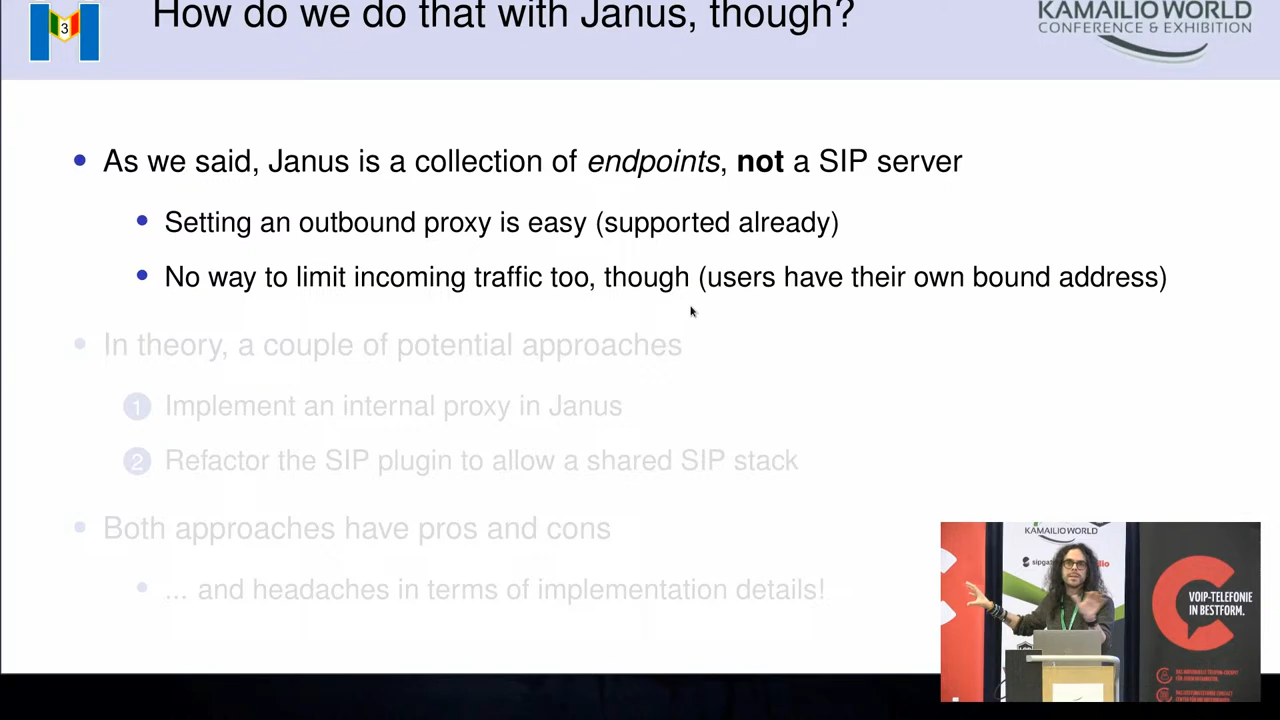 How do we do that with Janus, though?
3
KAMAILIO WORLD
CONFERENCE & EXHIBITION
As we said, Janus is a collection of endpoints, not a SIP server
Setting an outbound proxy is easy (supported already)
No way to limit incoming traffic too, though (users have their own bound address)
In theory, a couple of potential approaches
1 Implement an internal proxy in Janus
2 Refactor the SIP plugin to allow a shared SIP stack
Both approaches have pros and cons
... and headaches in terms of implementation details!
KAMAILIO WORLD
VOIP-TELEFONIE
IN BESTFORM.